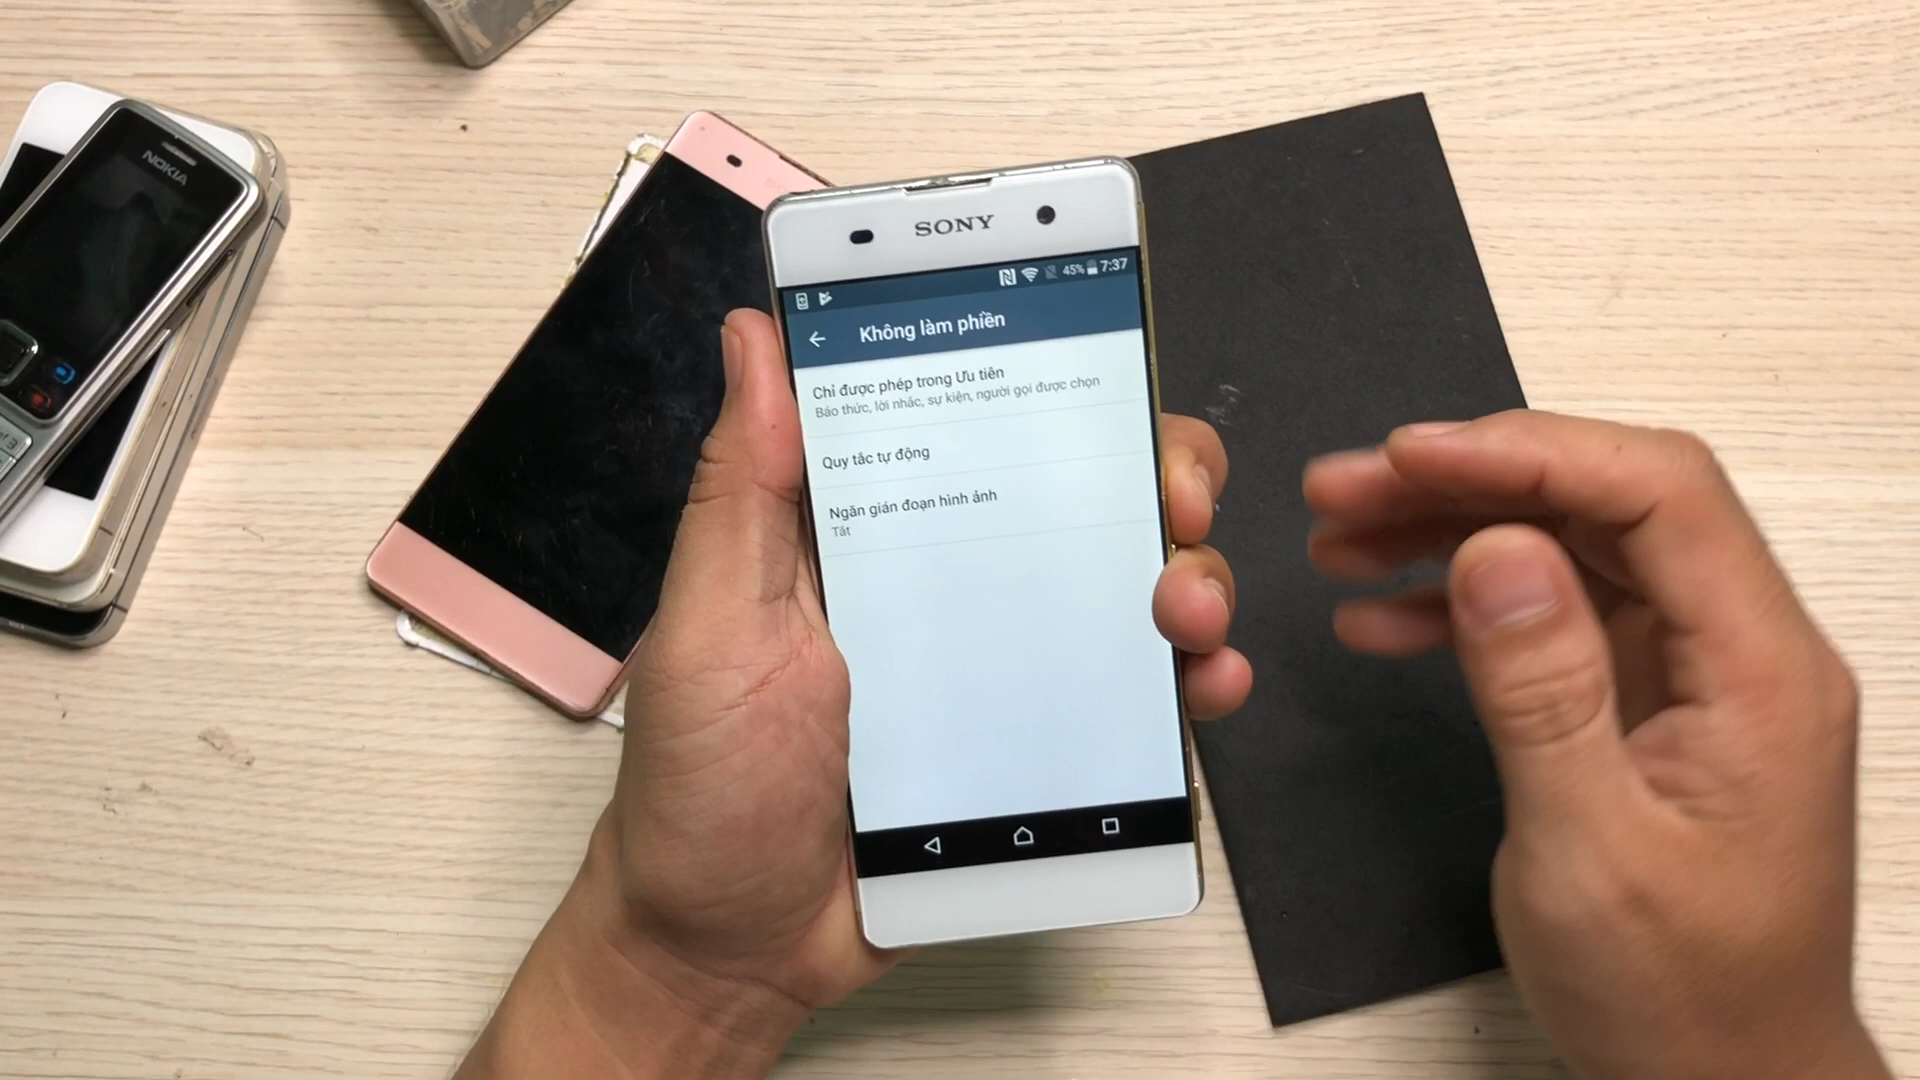 NOKIA
SONY
45% 7:37
Không làm phiền
Chỉ được phép trong Ưu tiên
Báo thức, lời nhắc, sự kiện, người gọi được chọn
Quy tắc tự động
Ngăn gián đoạn hình ảnh
Tắt